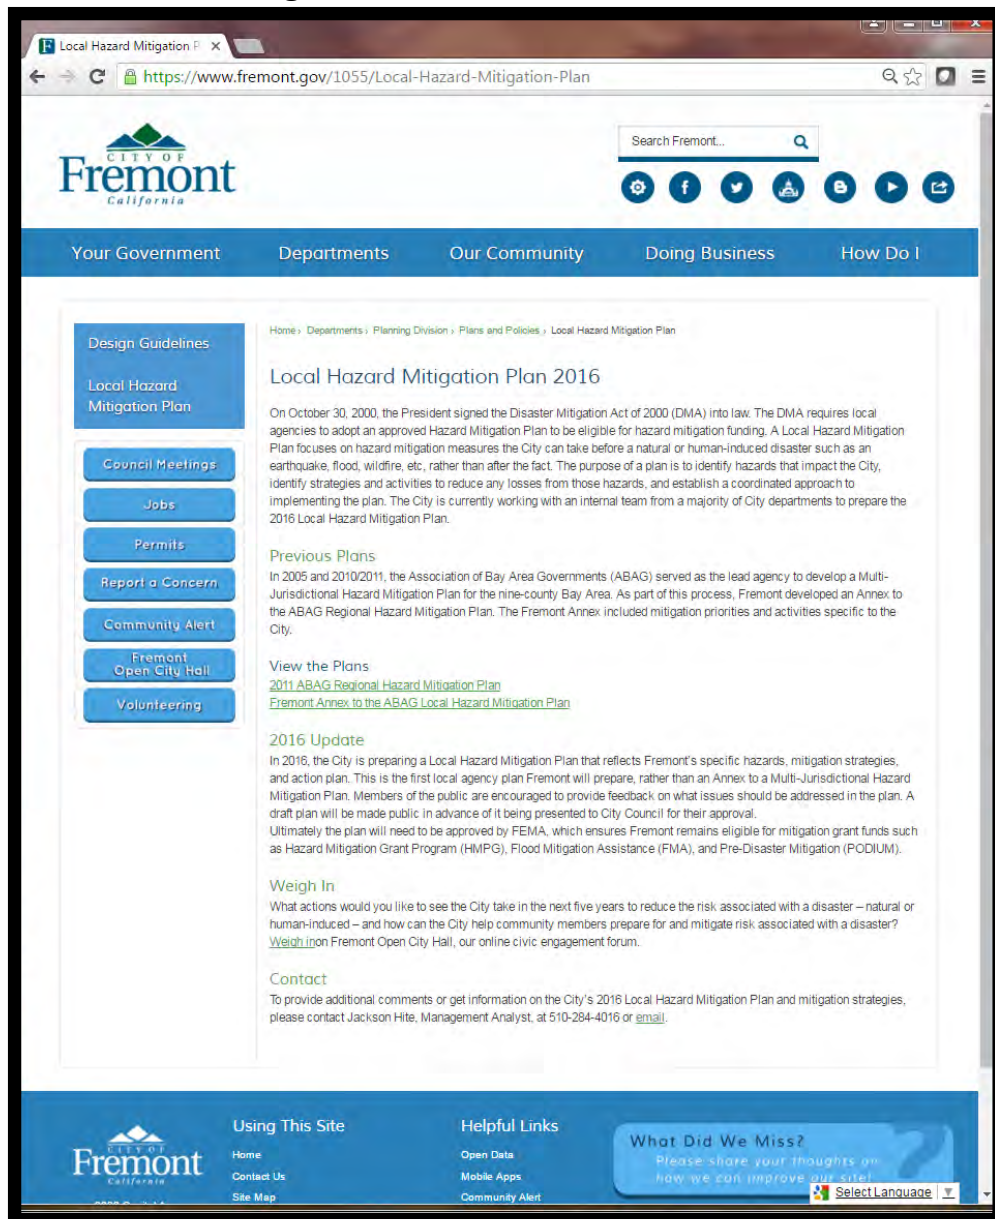 Local Hazard Mitigation P
https://www.fremont.gov/1055/Local-Hazard-Mitigation-Plan
CITY OF
Fremont
California
Search Fremont...
Your Government Departments Our Community Doing Business How Do I
Design Guidelines
Local Hazard
Mitigation Plan
Council Meetings
Jobs
Permits
Report a Concern
Community Alert
Fremont
Open City Hall
Volunteering
Home › Departments › Planning Division › Plans and Policies › Local Hazard Mitigation Plan
Local Hazard Mitigation Plan 2016
On October 30, 2000, the President signed the Disaster Mitigation Act of 2000 (DMA) into law. The DMA requires local
agencies to adopt an approved Hazard Mitigation Plan to be eligible for hazard mitigation funding. A Local Hazard Mitigation
Plan focuses on hazard mitigation measures the City can take before a natural or human-induced disaster such as an
earthquake, flood, wildfire, etc, rather than after the fact. The purpose of a plan is to identify hazards that impact the City,
identify strategies and activities to reduce any losses from those hazards, and establish a coordinated approach to
implementing the plan. The City is currently working with an internal team from a majority of City departments to prepare the
2016 Local Hazard Mitigation Plan.
Previous Plans
In 2005 and 2010/2011, the Association of Bay Area Governments (ABAG) served as the lead agency to develop a Multi-
Jurisdictional Hazard Mitigation Plan for the nine-county Bay Area. As part of this process, Fremont developed an Annex to
the ABAG Regional Hazard Mitigation Plan. The Fremont Annex included mitigation priorities and activities specific to the
City.
View the Plans
2011 ABAG Regional Hazard Mitigation Plan
Fremont Annex to the ABAG Local Hazard Mitigation Plan
2016 Update
In 2016, the City is preparing a Local Hazard Mitigation Plan that reflects Fremont's specific hazards, mitigation strategies,
and action plan. This is the first local agency plan Fremont will prepare, rather than an Annex to a Multi-Jurisdictional Hazard
Mitigation Plan. Members of the public are encouraged to provide feedback on what issues should be addressed in the plan. A
draft plan will be made public in advance of it being presented to City Council for their approval.
Ultimately the plan will need to be approved by FEMA, which ensures Fremont remains eligible for mitigation grant funds such
as Hazard Mitigation Grant Program (HMPG), Flood Mitigation Assistance (FMA), and Pre-Disaster Mitigation (PODIUM).
Weigh In
What actions would you like to see the City take in the next five years to reduce the risk associated with a disaster – natural or
human-induced – and how can the City help community members prepare for and mitigate risk associated with a disaster?
Weigh inon Fremont Open City Hall, our online civic engagement forum.
Contact
To provide additional comments or get information on the City's 2016 Local Hazard Mitigation Plan and mitigation strategies,
please contact Jackson Hite, Management Analyst, at 510-284-4016 or email.
CITY OF
Fremont
California
Using This Site
Home
Contact Us
Site Map
Helpful Links
Open Data
Mobile Apps
Community Alert
What Did We Miss?
Please share your thoughts on
how we can improve our site!
Select Language